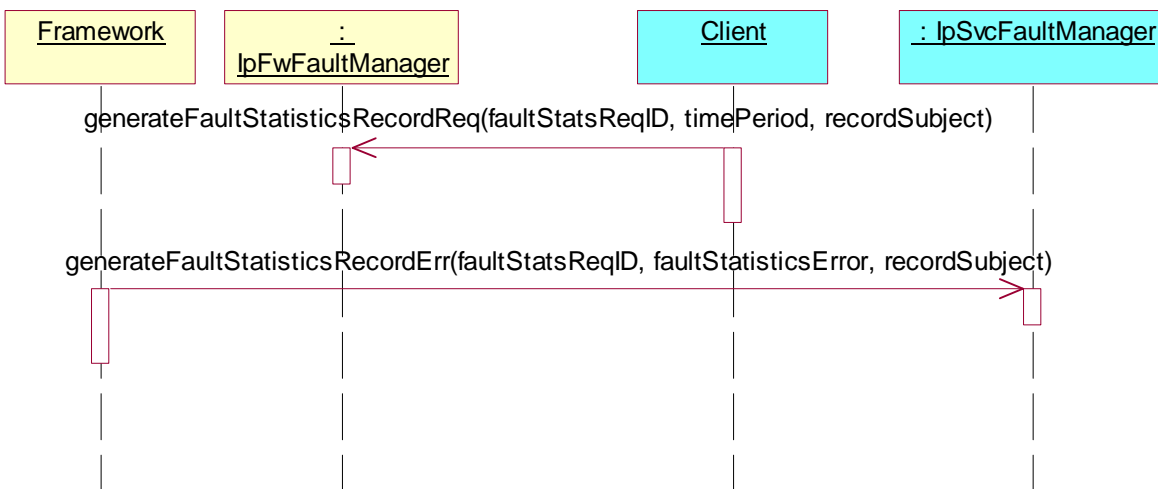 Framework
:
IpFwFaultManager
Client
: IpSvcFaultManager
generateFaultStatisticsRecordReq(faultStatsReqID, timePeriod, recordSubject)
generateFaultStatisticsRecordErr(faultStatsReqID, faultStatisticsError, recordSubject)